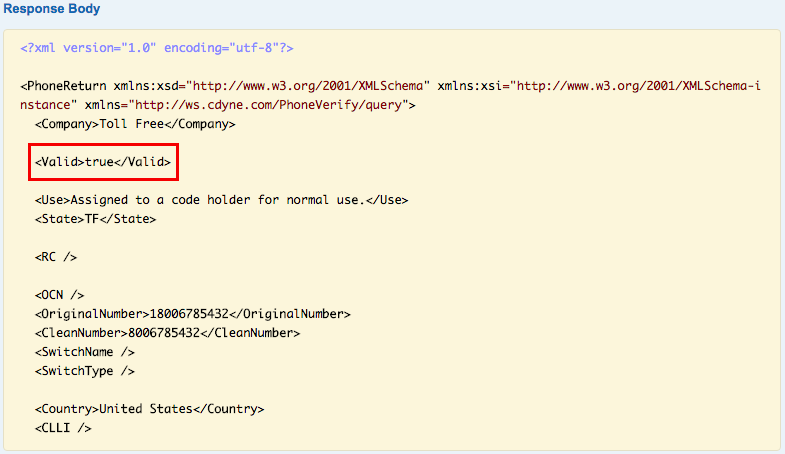 Response Body
<?xml version="1.0" encoding="utf-8"?>
<PhoneReturn xmlns:xsd="http://www.w3.org/2001/XMLSchema" xmlns:xsi="http://www.w3.org/2001/XMLSchema-i
nstance" xmlns="http://ws.cdyne.com/PhoneVerify/query">
<Company>Toll Free</Company>
<Valid>true</Valid>
<Use>Assigned to a code holder for normal use.</Use>
<State>TF</State>
<RC />
<OCN />
<OriginalNumber>18006785432</OriginalNumber>
<CleanNumber>8006785432</CleanNumber>
<SwitchName />
<SwitchType />
<Country>United States</Country>
<CLLI />